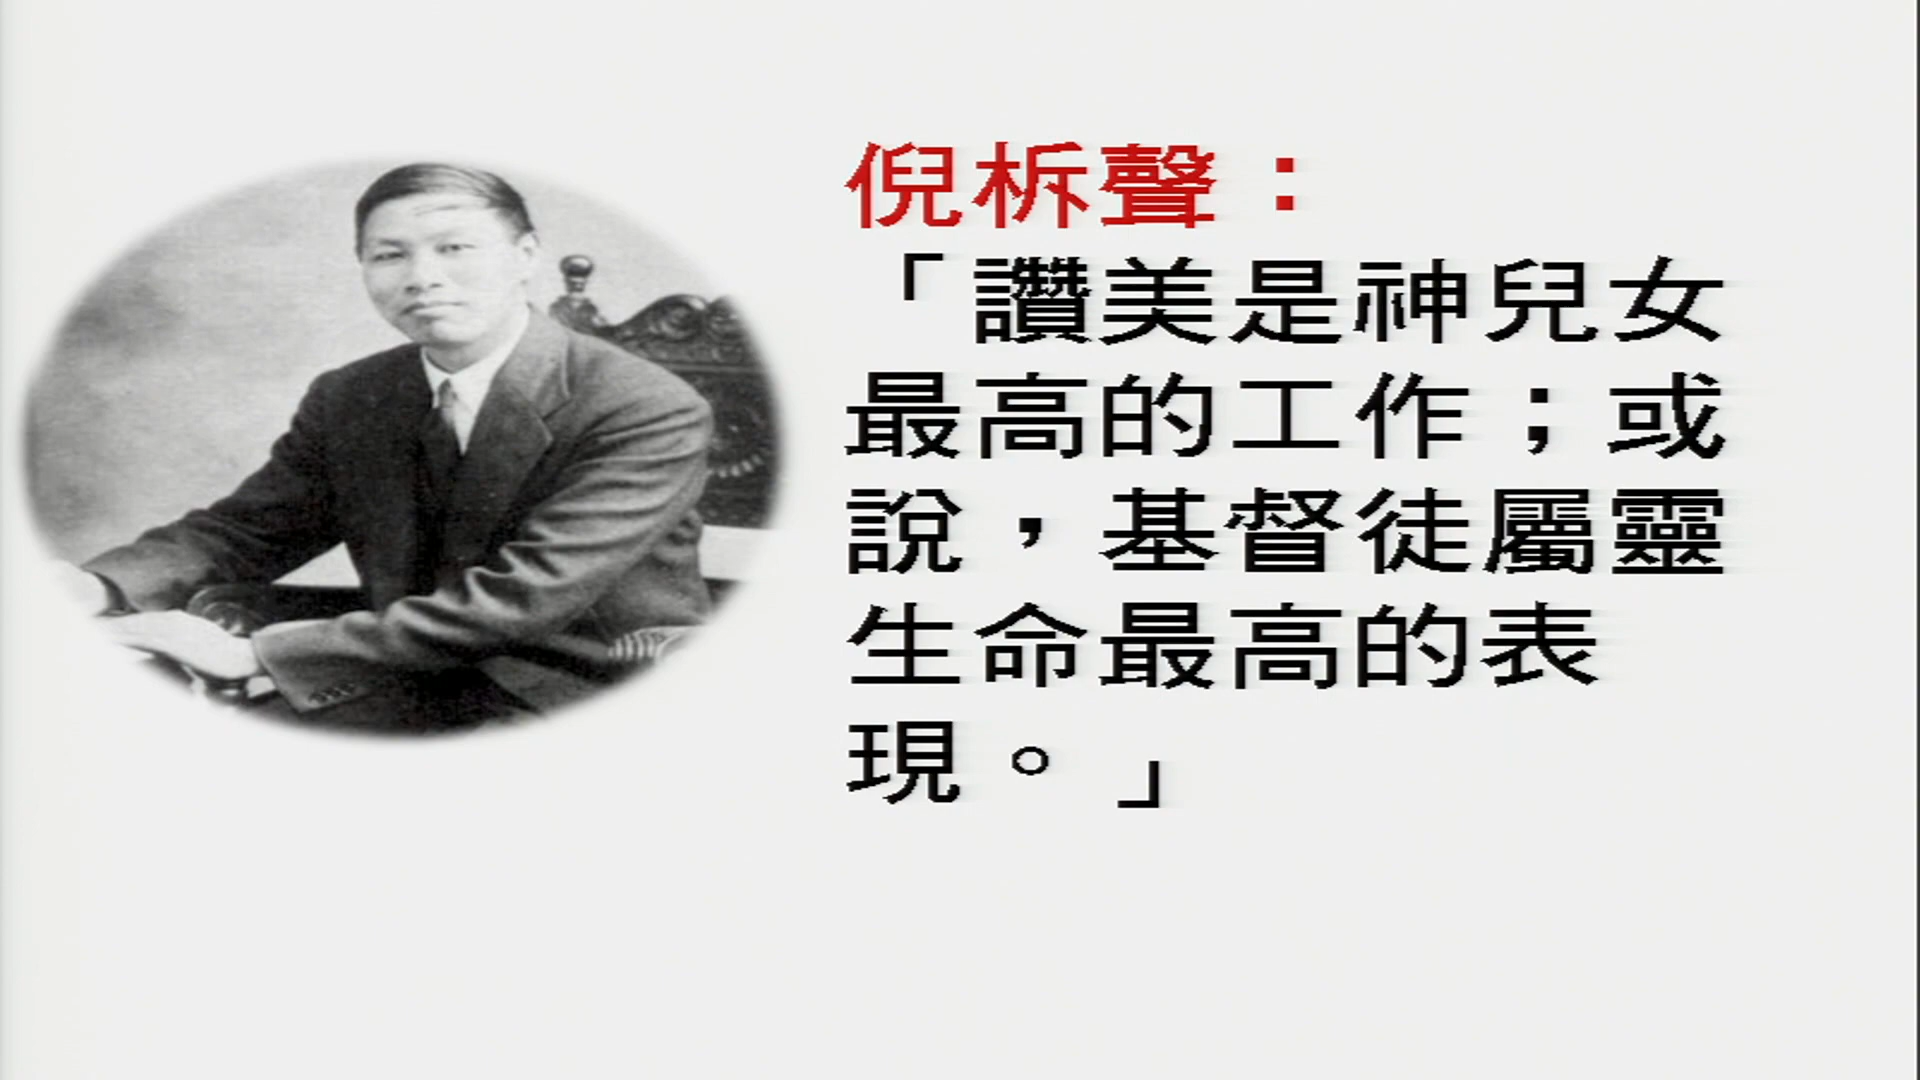 倪柝聲：
「讚美是神兒女
最高的工作；或
說，基督徒屬靈
生命最高的表
現。」